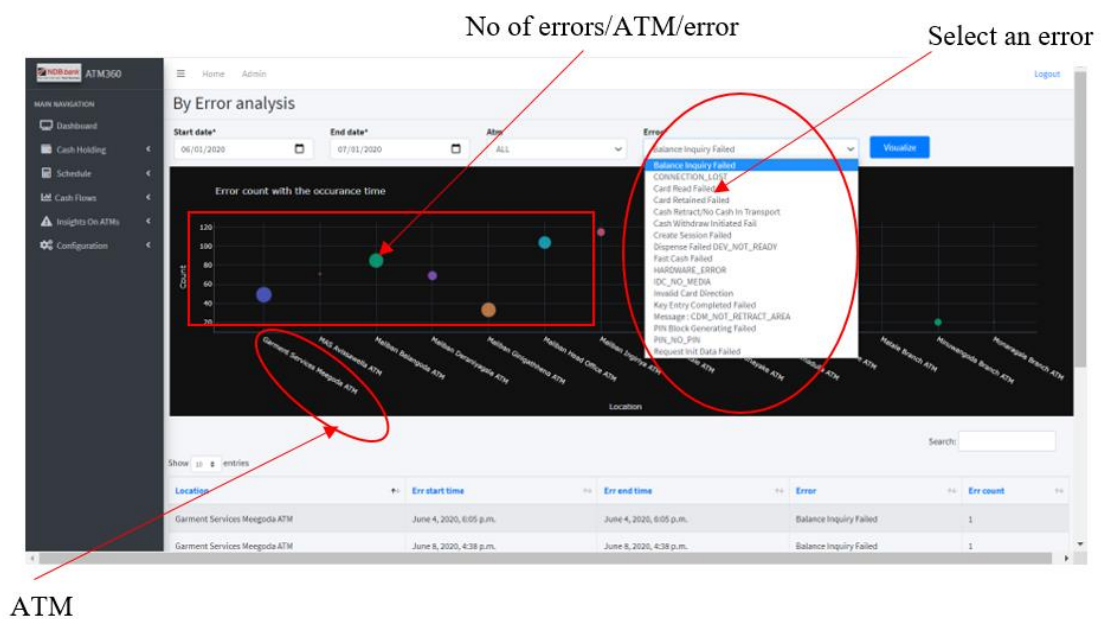 No of errors/ATM/error
Select an error
NDB bank ATM360
Home Admin
Logout
MAIN NAVIGATION
Dashboard
Cash Holding
Schedule
Cash Flows
Insights On ATMs
Configuration
By Error analysis
Start date*
End date*
Atm
Error
06/01/2020
07/01/2020
ALL
Balance Inquiry Failed
Visualize
Balance Inquiry Failed
CONNECTION_LOST
Card Read Failed
Card Retained Failed
Cash Retract/No Cash In Transport
Cash Withdraw Initiated Fail
Create Session Failed
Dispense Failed DEV_NOT_READY
Fast Cash Failed
HARDWARE_ERROR
IDC_NO_MEDIA
Invalid Card Direction
Key Entry Completed Failed
Message : CDM_NOT_RETRACT_AREA
PIN Block Generating Failed
PIN_NO_PIN
Request Init Data Failed
Error count with the occurance time
Count
120
100
80
60
40
20
Garment Services Meegoda ATM
MAS Avissawella ATM
Maliban Balangoda ATM
Maliban Deraniyagala ATM
Maliban Head Office ATM
Maliban Ingiriya ATM
Matale Branch ATM
Minuwangoda Branch ATM
Monaragala Branch ATM
Location
Search:
Show 10 entries
Location Err start time Err end time Error Err count
Garment Services Meegoda ATM June 4, 2020, 6:05 p.m. June 4, 2020, 6:05 p.m. Balance Inquiry Failed 1
Garment Services Meegoda ATM June 8, 2020, 4:38 p.m. June 8, 2020, 4:38 p.m. Balance Inquiry Failed 1
ATM